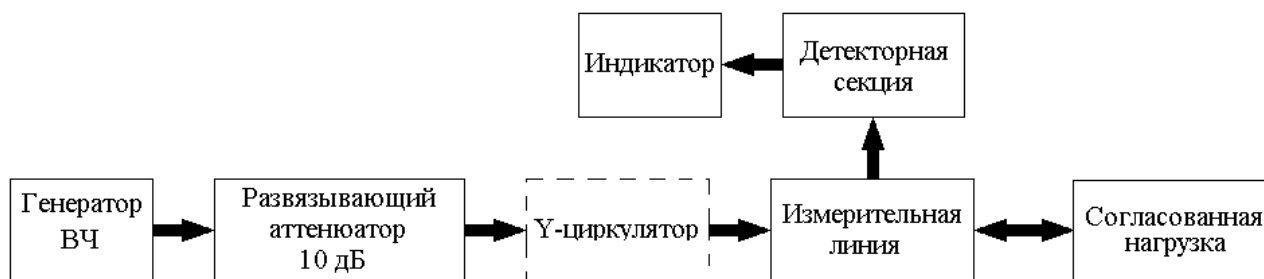 Индикатор
Детекторная
секция
Генератор
ВЧ
Развязывающий
аттенюатор
10 дБ
Y-циркулятор
Измерительная
линия
Согласованная
нагрузка